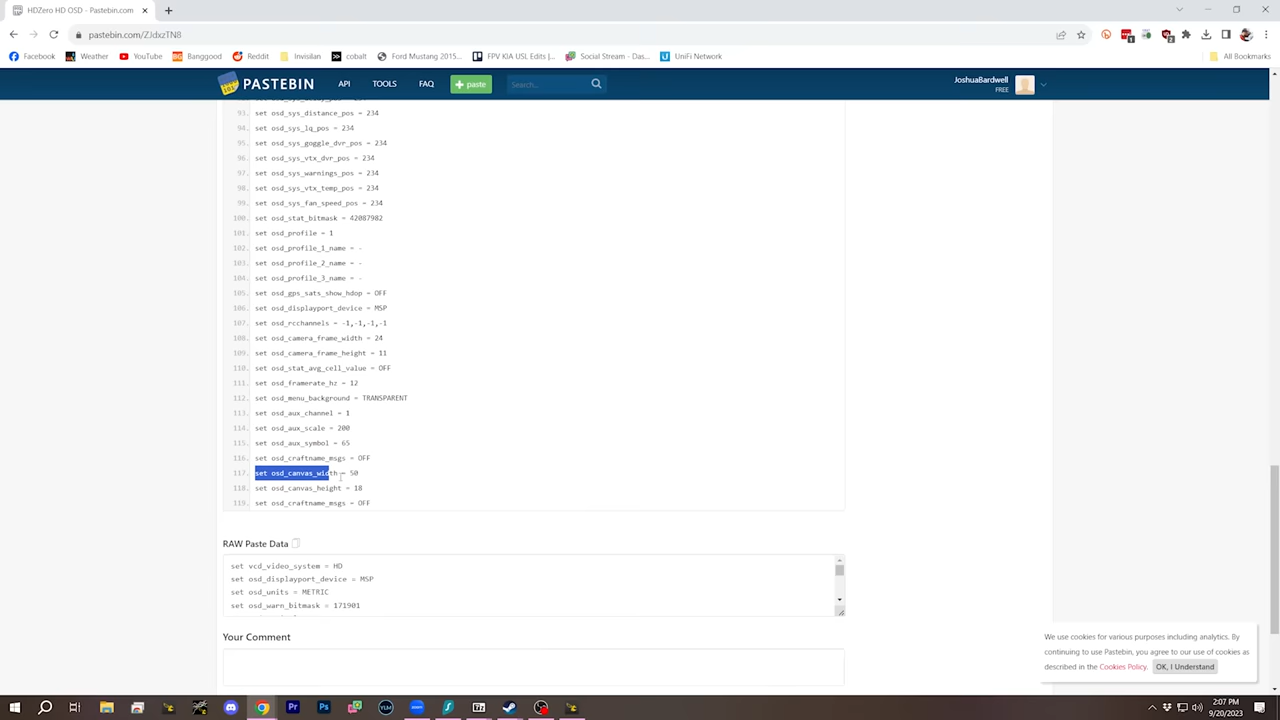 HDZero HD OSD - Pastebin.com
pastebin.com/ZJdxzTN8
Facebook Weather YouTube Banggood Reddit Invisilan cobalt Ford Mustang 2015... FPV KIA USL Edits |... Social Stream - Das... UniFi Network All Bookmarks
PASTEBIN API TOOLS FAQ + paste Search... JoshuaBardwell
FREE
93. set osd_sys_distance_pos = 234
94. set osd_sys_lq_pos = 234
95. set osd_sys_goggle_dvr_pos = 234
96. set osd_sys_vtx_dvr_pos = 234
97. set osd_sys_warnings_pos = 234
98. set osd_sys_vtx_temp_pos = 234
99. set osd_sys_fan_speed_pos = 234
100. set osd_stat_bitmask = 42087982
101. set osd_profile = 1
102. set osd_profile_1_name = -
103. set osd_profile_2_name = -
104. set osd_profile_3_name = -
105. set osd_gps_sats_show_hdop = OFF
106. set osd_displayport_device = MSP
107. set osd_rcchannels = -1,-1,-1,-1
108. set osd_camera_frame_width = 24
109. set osd_camera_frame_height = 11
110. set osd_stat_avg_cell_value = OFF
111. set osd_framerate_hz = 12
112. set osd_menu_background = TRANSPARENT
113. set osd_aux_channel = 1
114. set osd_aux_scale = 200
115. set osd_aux_symbol = 65
116. set osd_craftname_msgs = OFF
117. set osd_canvas_width = 50
118. set osd_canvas_height = 18
119. set osd_craftname_msgs = OFF
RAW Paste Data
set vcd_video_system = HD
set osd_displayport_device = MSP
set osd_units = METRIC
set osd_warn_bitmask = 171901
Your Comment
We use cookies for various purposes including analytics. By
continuing to use Pastebin, you agree to our use of cookies as
described in the Cookies Policy. OK, I Understand
2:07 PM
9/20/2023